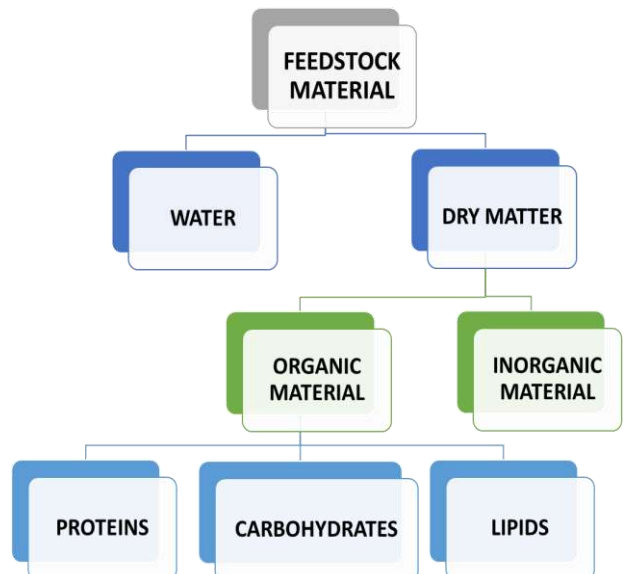 FEEDSTOCK
MATERIAL
WATER
DRY MATTER
ORGANIC
MATERIAL
INORGANIC
MATERIAL
PROTEINS
CARBOHYDRATES
LIPIDS